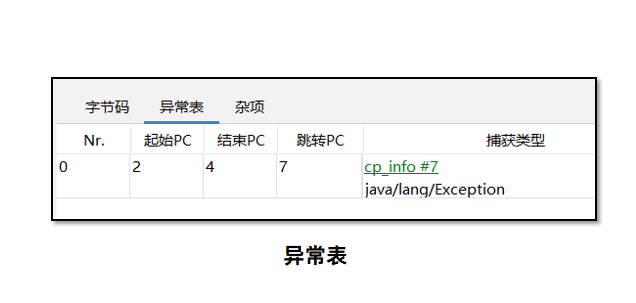 字节码 异常表 杂项
Nr. 起始PC 结束PC 跳转PC 捕获类型
0 2 4 7 cp_info #7
java/lang/Exception
异常表